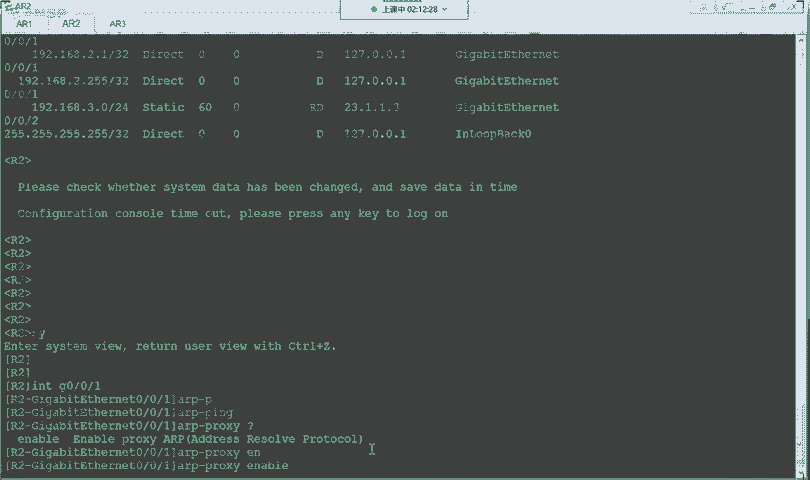 AR2
上课中 02:12:28
AR1 AR2 AR3
0/0/1
192.168.2.1/32 Direct 0 0 D 127.0.0.1 GigabitEthernet
0/0/1
192.168.2.255/32 Direct 0 0 D 127.0.0.1 GigabitEthernet
0/0/1
192.168.3.0/24 Static 60 0 RD 23.1.1.3 GigabitEthernet
0/0/2
255.255.255.255/32 Direct 0 0 D 127.0.0.1 InLoopBack0
<R2>
Please check whether system data has been changed, and save data in time
Configuration console time out, please press any key to log on
<R2>
<R2>
<R2>
<R2>
<R2>
<R2>
<R2>
<R2>sy
Enter system view, return user view with Ctrl+Z.
[R2]
[R2]
[R2]int g0/0/1
[R2-GigabitEthernet0/0/1]arp-p
[R2-GigabitEthernet0/0/1]arp-ping
[R2-GigabitEthernet0/0/1]arp-proxy ?
enable Enable proxy ARP(Address Resolve Protocol)
[R2-GigabitEthernet0/0/1]arp-proxy en
[R2-GigabitEthernet0/0/1]arp-proxy enable